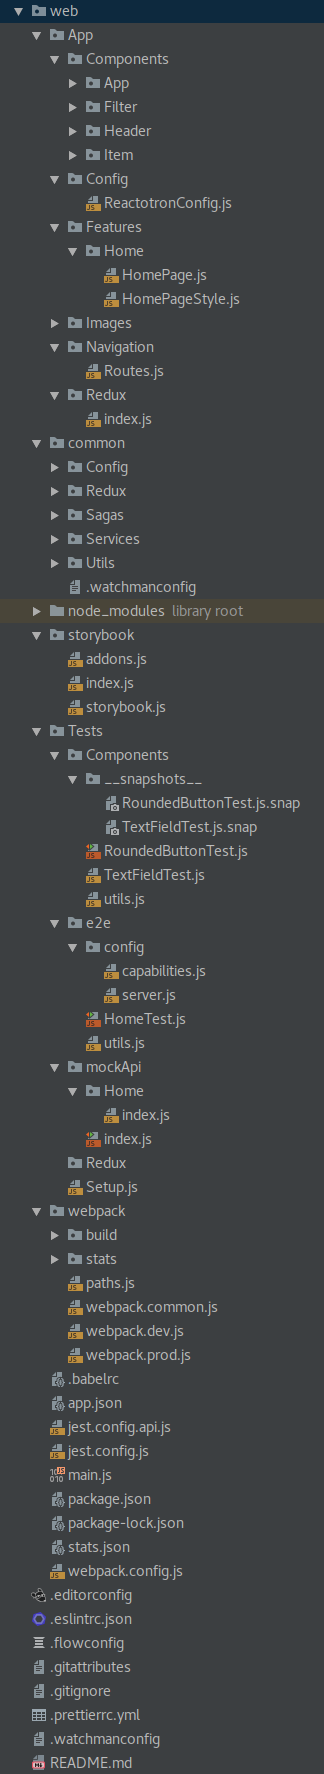 web
App
Components
App
Filter
Header
Item
Config
ReactotronConfig.js
Features
Home
HomePage.js
HomePageStyle.js
Images
Navigation
Routes.js
Redux
index.js
common
Config
Redux
Sagas
Services
Utils
.watchmanconfig
node_modules library root
storybook
addons.js
index.js
storybook.js
Tests
Components
__snapshots__
RoundedButtonTest.js.snap
TextFieldTest.js.snap
RoundedButtonTest.js
TextFieldTest.js
utils.js
e2e
config
capabilities.js
server.js
HomeTest.js
utils.js
mockApi
Home
index.js
index.js
Redux
Setup.js
webpack
build
stats
paths.js
webpack.common.js
webpack.dev.js
webpack.prod.js
.babelrc
app.json
jest.config.api.js
jest.config.js
main.js
package.json
package-lock.json
stats.json
webpack.config.js
.editorconfig
.eslintrc.json
.flowconfig
.gitattributes
.gitignore
.prettierrc.yml
.watchmanconfig
README.md